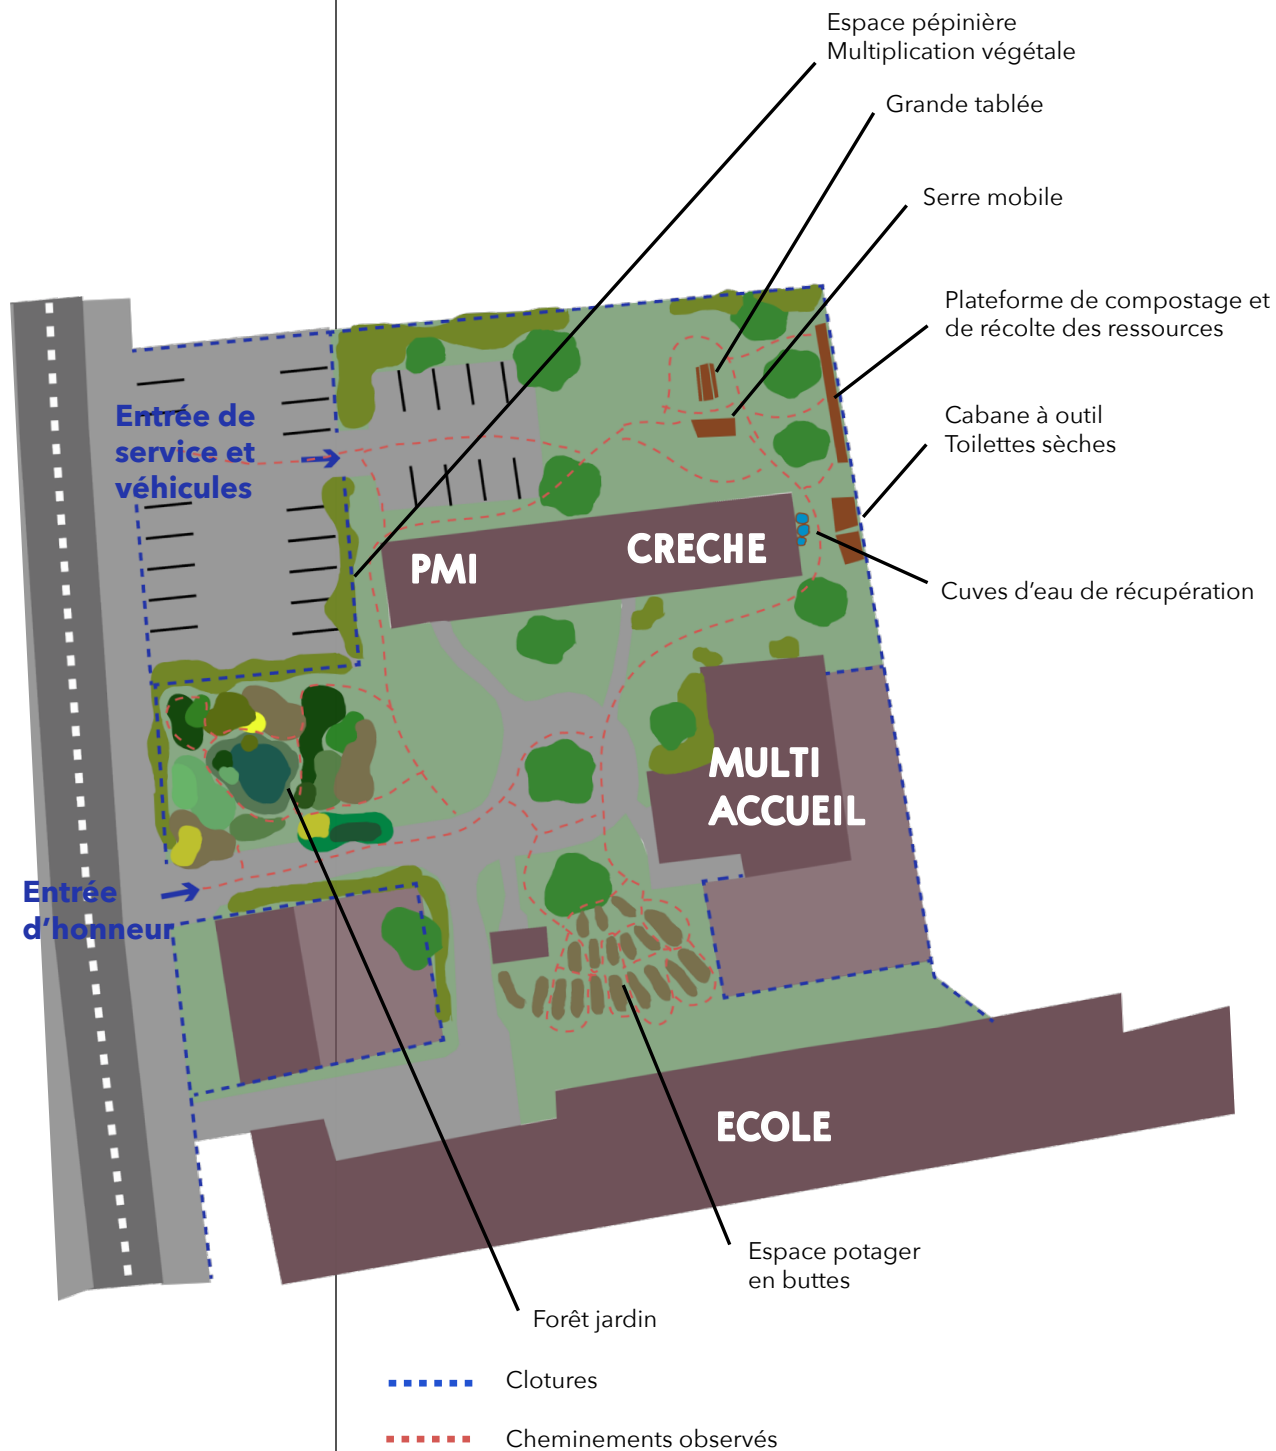 Espace pépinière
Multiplication végétale
Grande tablée
Serre mobile
Plateforme de compostage et
de récolte des ressources
Entrée de
service et
véhicules
Cabane à outil
Toilettes sèches
CRECHE
PMI
Cuves d'eau de récupération
MULTI
ACCUEIL
Entrée
d'honneur
ECOLE
Espace potager
en buttes
Forêt jardin
Clotures
Cheminements observés